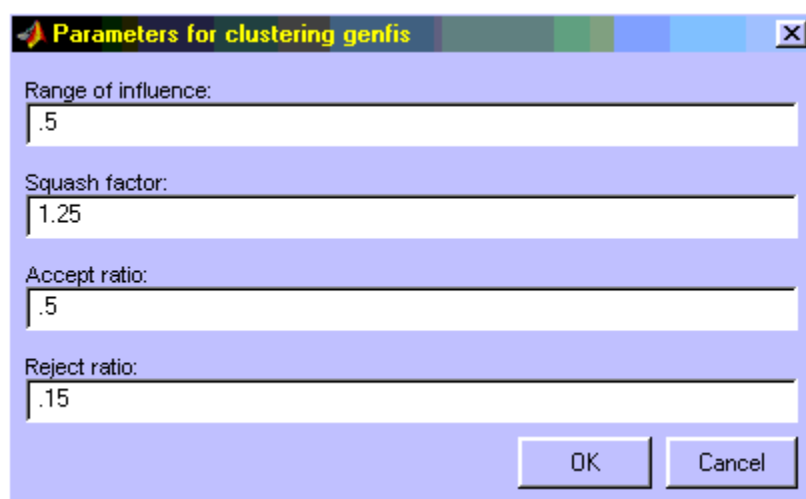 Parameters for clustering genfis
Range of influence:
.5
Squash factor:
1.25
Accept ratio:
.5
Reject ratio:
.15
OK
Cancel